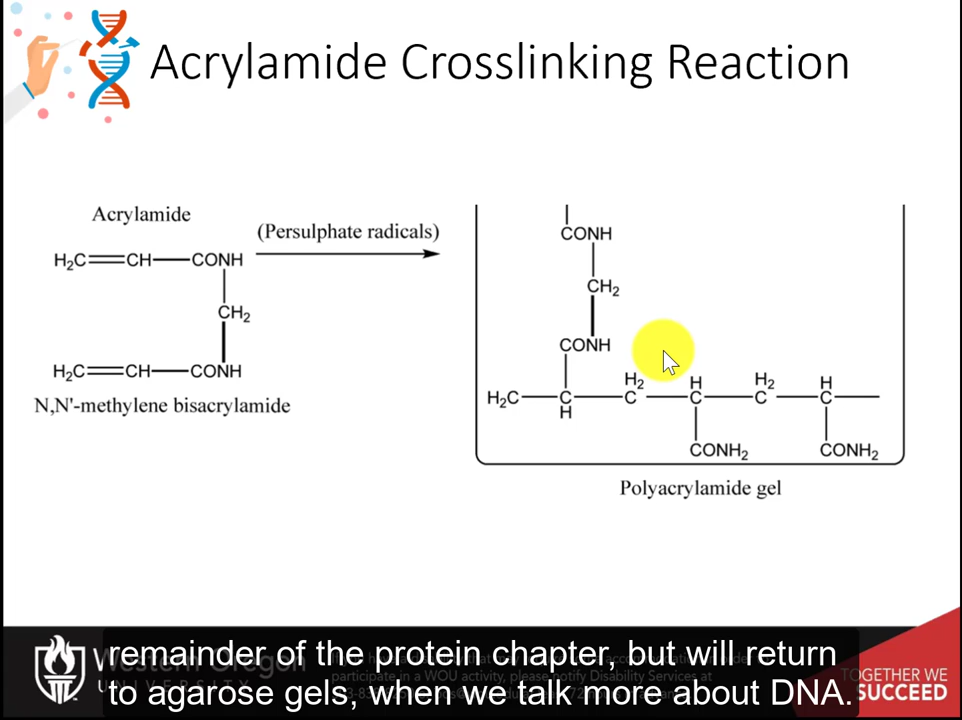 Acrylamide Crosslinking Reaction
Acrylamide
(Persulphate radicals)
H₂C=CH—CONH
CH₂
H₂C=CH—CONH
N,N'-methylene bisacrylamide
CONH
CH₂
CONH
H₂ H H₂ H
H₂C—C—C—C—C—C—
H
CONH₂ CONH₂
Polyacrylamide gel
remainder of the protein chapter, but will return
to agarose gels, when we talk more about DNA.
TOGETHER WE
SUCCEED